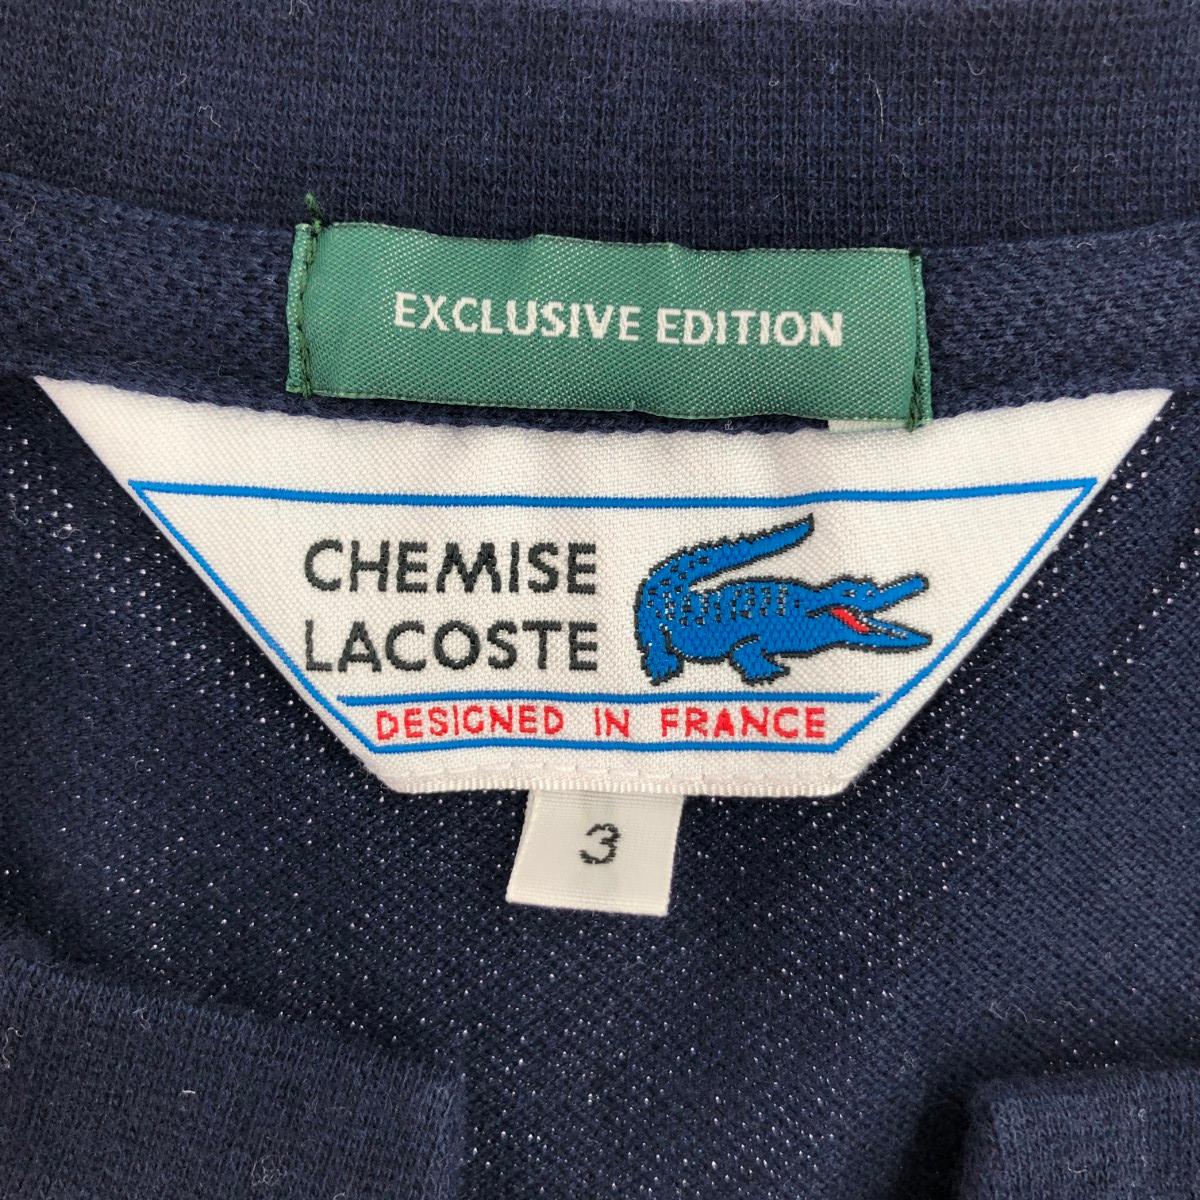 EXCLUSIVE EDITION
CHEMISE
LACOSTE
DESIGNED IN FRANCE
3